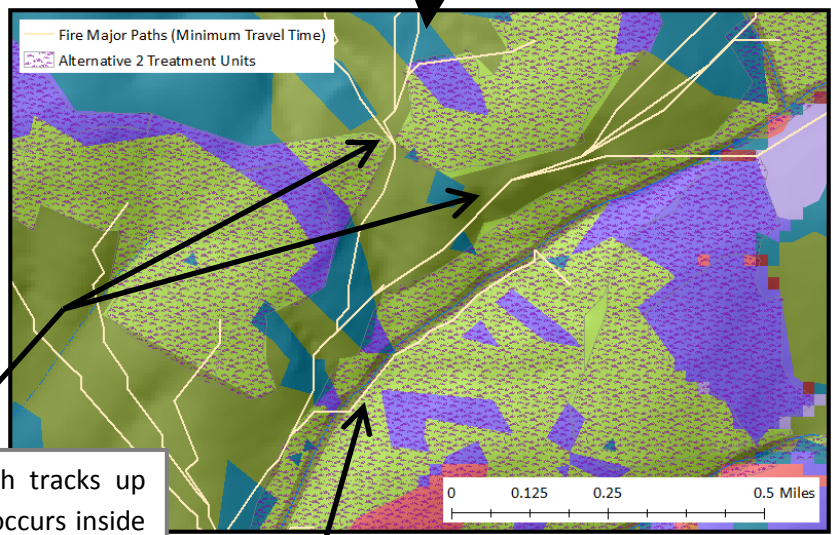 Fire Major Paths (Minimum Travel Time)
Alternative 2 Treatment Units
tracks up
occurs inside
0 0.125 0.25 0.5 Miles